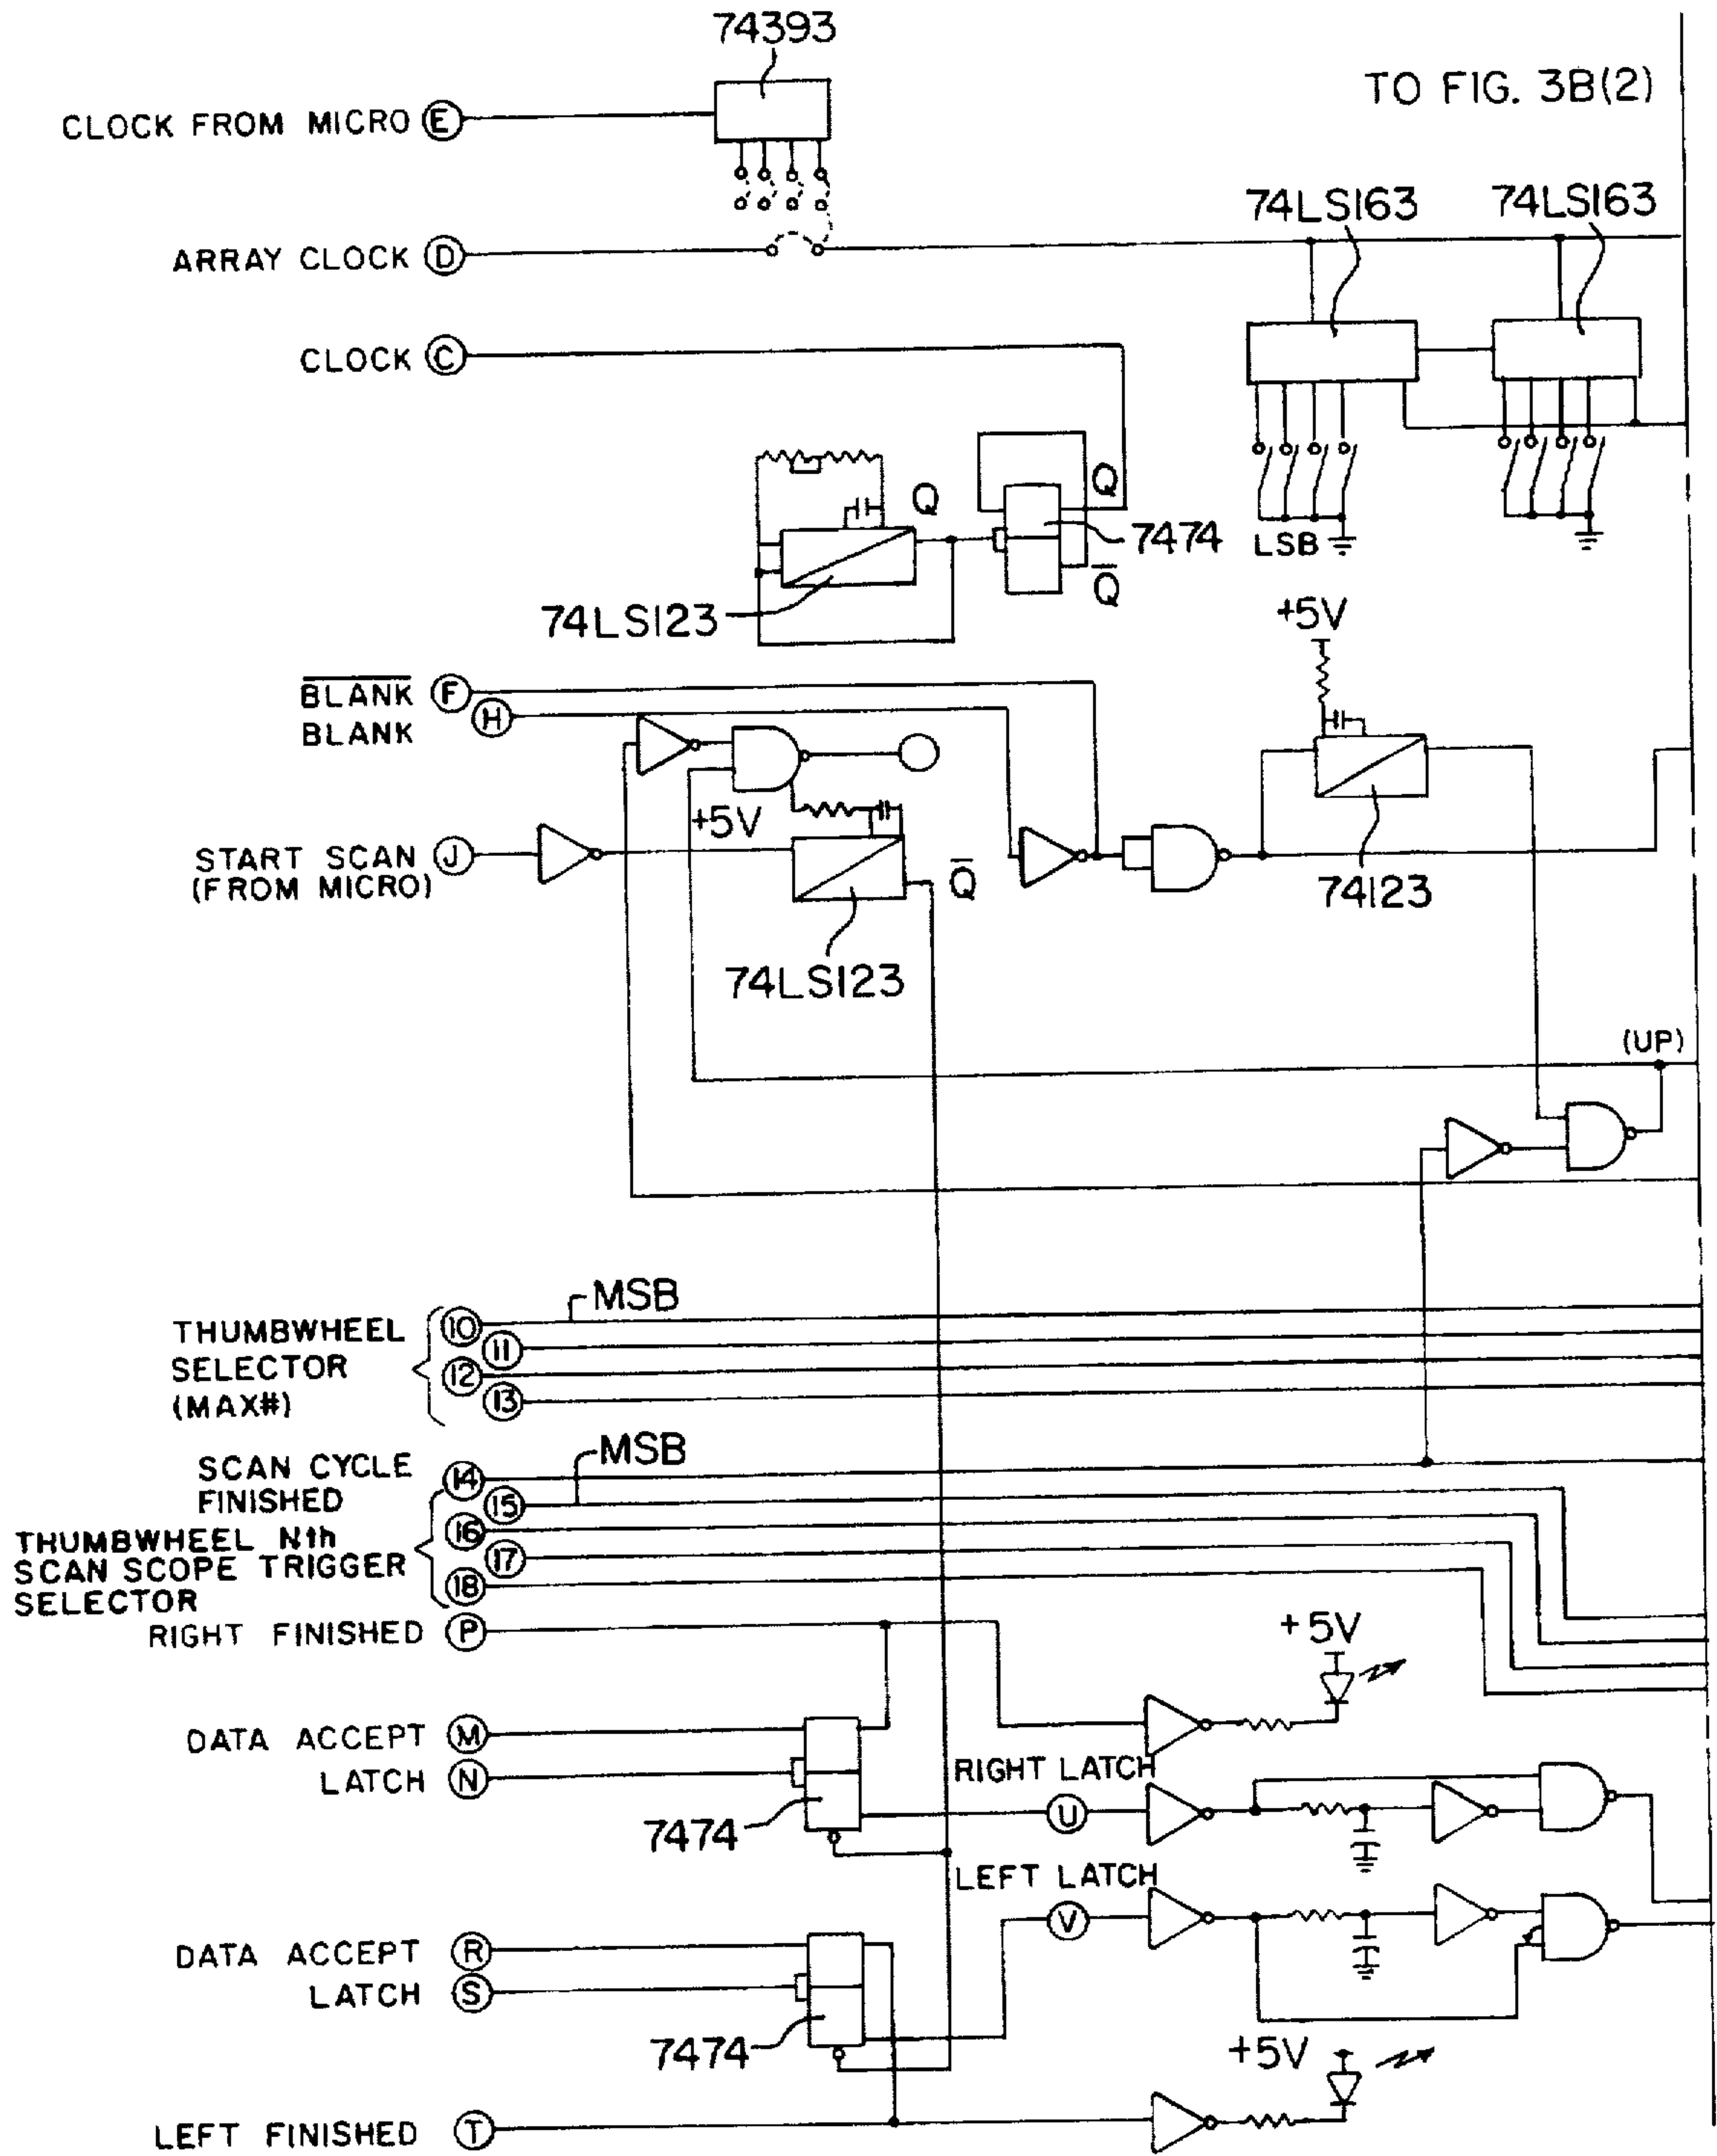 74393
TO FIG. 3B(2)
CLOCK FROM MICRO E
74LS163 74LS163
ARRAY CLOCK D
CLOCK C
Q
Q
7474
LSB
Q̅
74LS123
+5V
B̅L̅A̅N̅K̅ F
BLANK H
+5V
START SCAN J
(FROM MICRO)
Q̅
74123
74LS123
(UP)
MSB
THUMBWHEEL
SELECTOR
(MAX#)
10
11
12
13
MSB
SCAN CYCLE
FINISHED
14
15
THUMBWHEEL Nth
SCAN SCOPE TRIGGER
SELECTOR
16
17
18
RIGHT FINISHED P
+5V
DATA ACCEPT M
LATCH N
RIGHT LATCH
U
7474
LEFT LATCH
V
DATA ACCEPT R
LATCH S
7474
+5V
LEFT FINISHED T